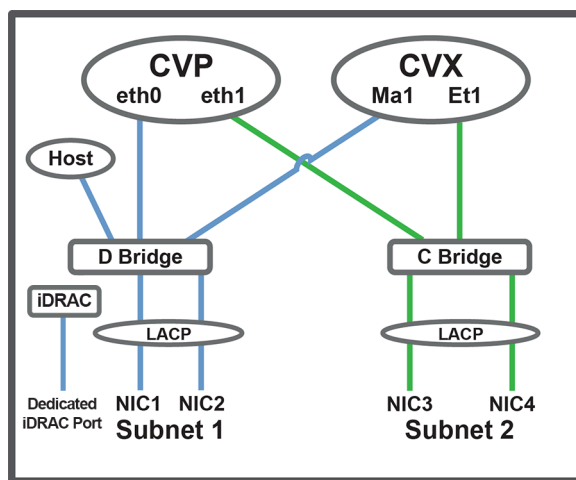 CVP
eth0 eth1
CVX
Ma1 Et1
Host
D Bridge
C Bridge
iDRAC
LACP
LACP
Dedicated
iDRAC Port
NIC1 NIC2
Subnet 1
NIC3 NIC4
Subnet 2